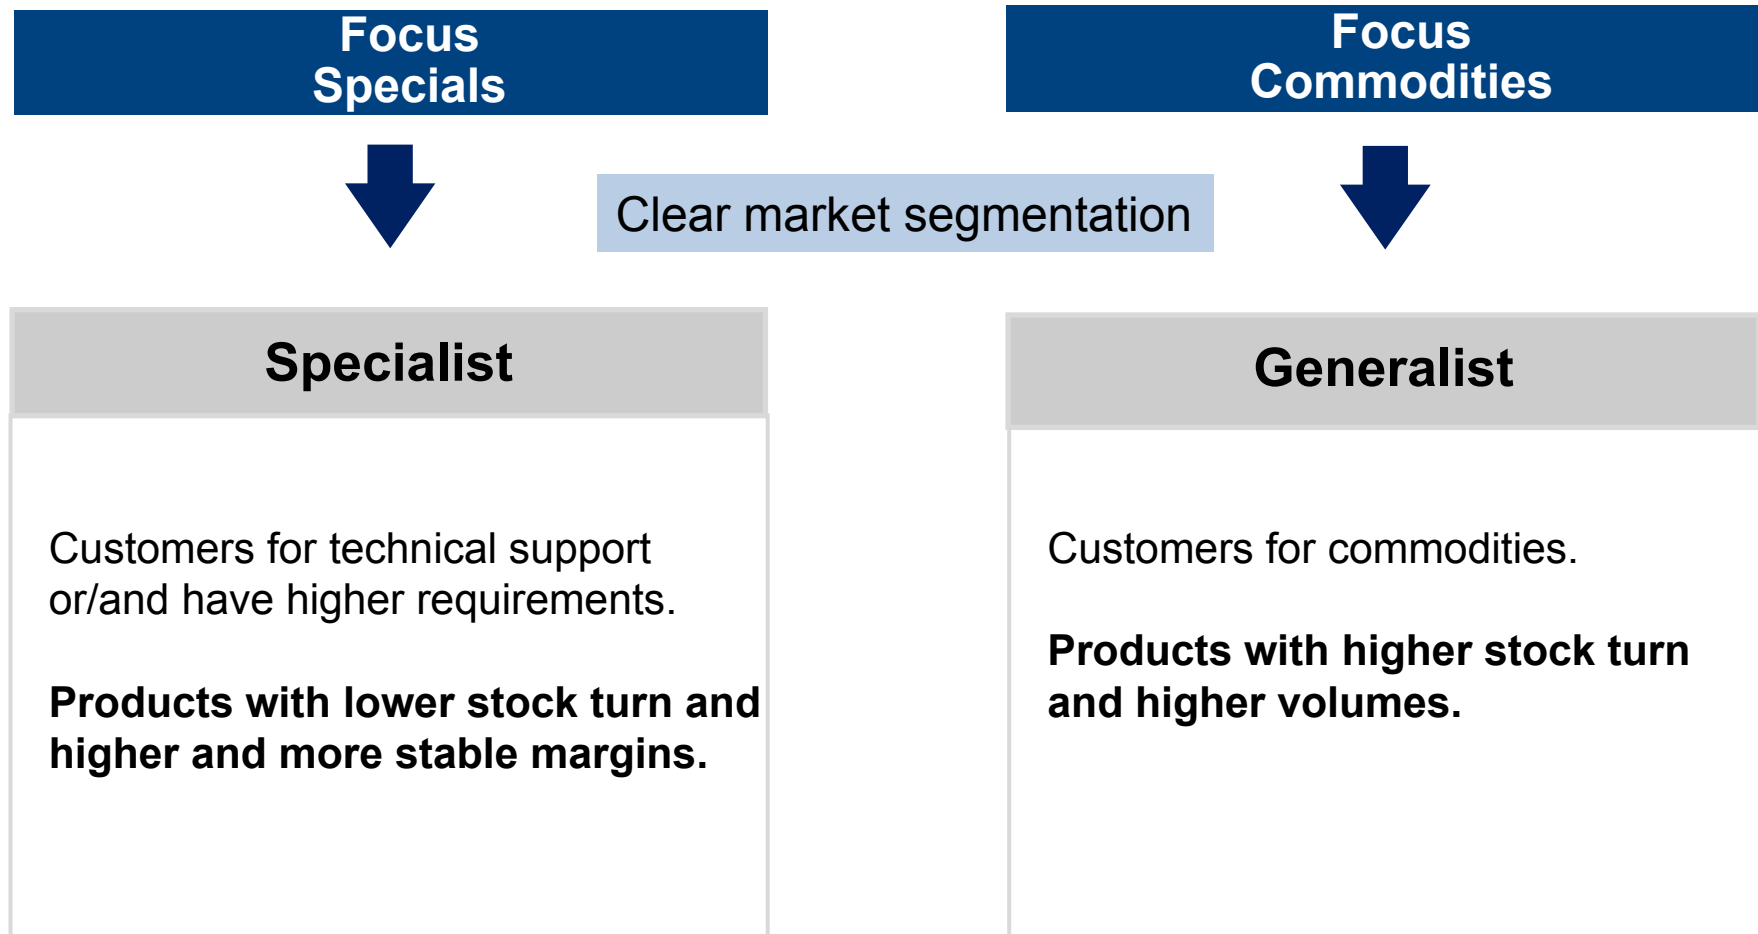 Focus
Specials
Focus
Commodities
Clear market segmentation
Specialist
Customers for technical support
or/and have higher requirements.
Products with lower stock turn and
higher and more stable margins.
Generalist
Customers for commodities.
Products with higher stock turn
and higher volumes.